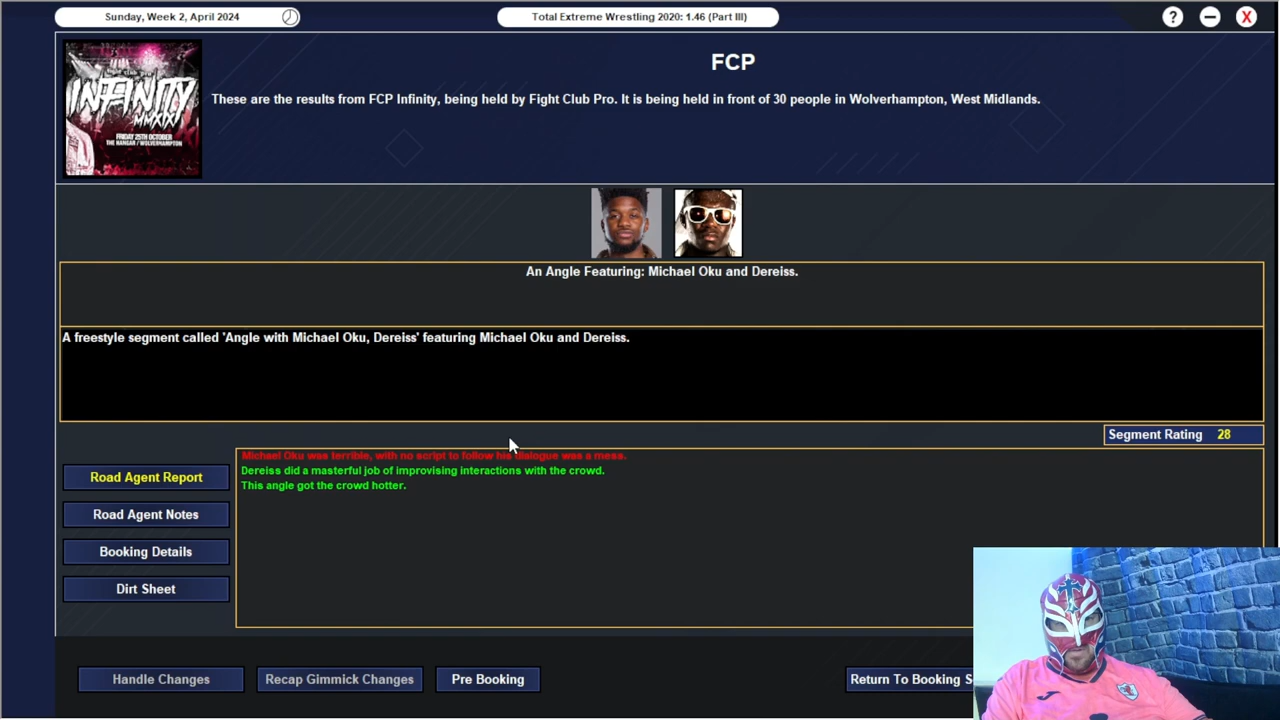 Sunday, Week 2, April 2024
Total Extreme Wrestling 2020: 1.46 (Part III)
?
X
FCP
INFINITY
MMXIX
FRIDAY 25TH OCTOBER
THE HANGAR / WOLVERHAMPTON
These are the results from FCP Infinity, being held by Fight Club Pro. It is being held in front of 30 people in Wolverhampton, West Midlands.
An Angle Featuring: Michael Oku and Dereiss.
A freestyle segment called 'Angle with Michael Oku, Dereiss' featuring Michael Oku and Dereiss.
Segment Rating 28
Michael Oku was terrible, with no script to follow his dialogue was a mess.
Dereiss did a masterful job of improvising interactions with the crowd.
This angle got the crowd hotter.
Road Agent Report
Road Agent Notes
Booking Details
Dirt Sheet
Handle Changes
Recap Gimmick Changes
Pre Booking
Return To Booking S